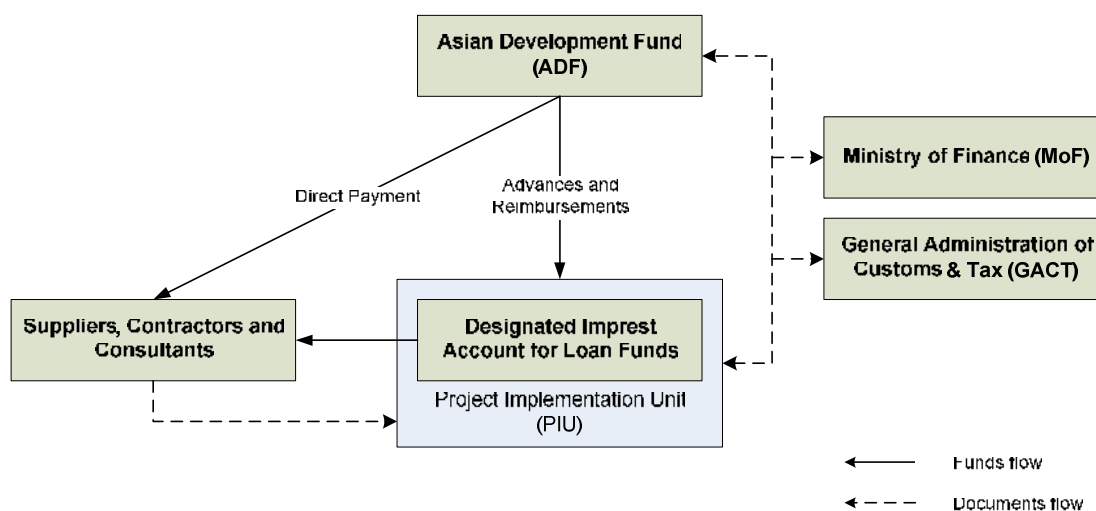 Asian Development Fund
(ADF)
Ministry of Finance (MoF)
Direct Payment
Advances and
Reimbursements
General Administration of
Customs & Tax (GACT)
Suppliers, Contractors and
Consultants
Designated Imprest
Account for Loan Funds
Project Implementation Unit
(PIU)
Funds flow
Documents flow